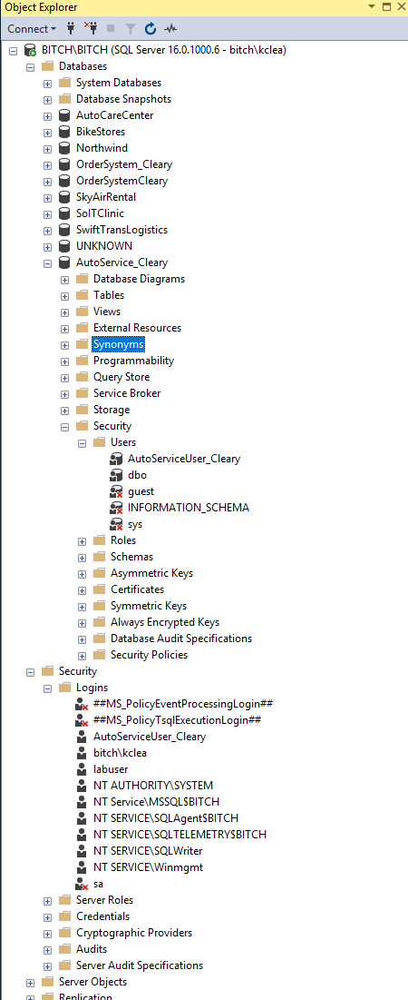 Object Explorer
Connect
BITCH\BITCH (SQL Server 16.0.1000.6 - bitch\kclea)
Databases
System Databases
Database Snapshots
AutoCareCenter
BikeStores
Northwind
OrderSystem_Cleary
OrderSystemCleary
SkyAirRental
SolTClinic
SwiftTransLogistics
UNKNOWN
AutoService_Cleary
Database Diagrams
Tables
Views
External Resources
Synonyms
Programmability
Query Store
Service Broker
Storage
Security
Users
AutoServiceUser_Cleary
dbo
guest
INFORMATION_SCHEMA
sys
Roles
Schemas
Asymmetric Keys
Certificates
Symmetric Keys
Always Encrypted Keys
Database Audit Specifications
Security Policies
Security
Logins
##MS_PolicyEventProcessingLogin##
##MS_PolicyTsqlExecutionLogin##
AutoServiceUser_Cleary
bitch\kclea
labuser
NT AUTHORITY\SYSTEM
NT Service\MSSQL$BITCH
NT SERVICE\SQLAgent$BITCH
NT SERVICE\SQLTELEMETRY$BITCH
NT SERVICE\SQLWriter
NT SERVICE\Winmgmt
sa
Server Roles
Credentials
Cryptographic Providers
Audits
Server Audit Specifications
Server Objects
Replication